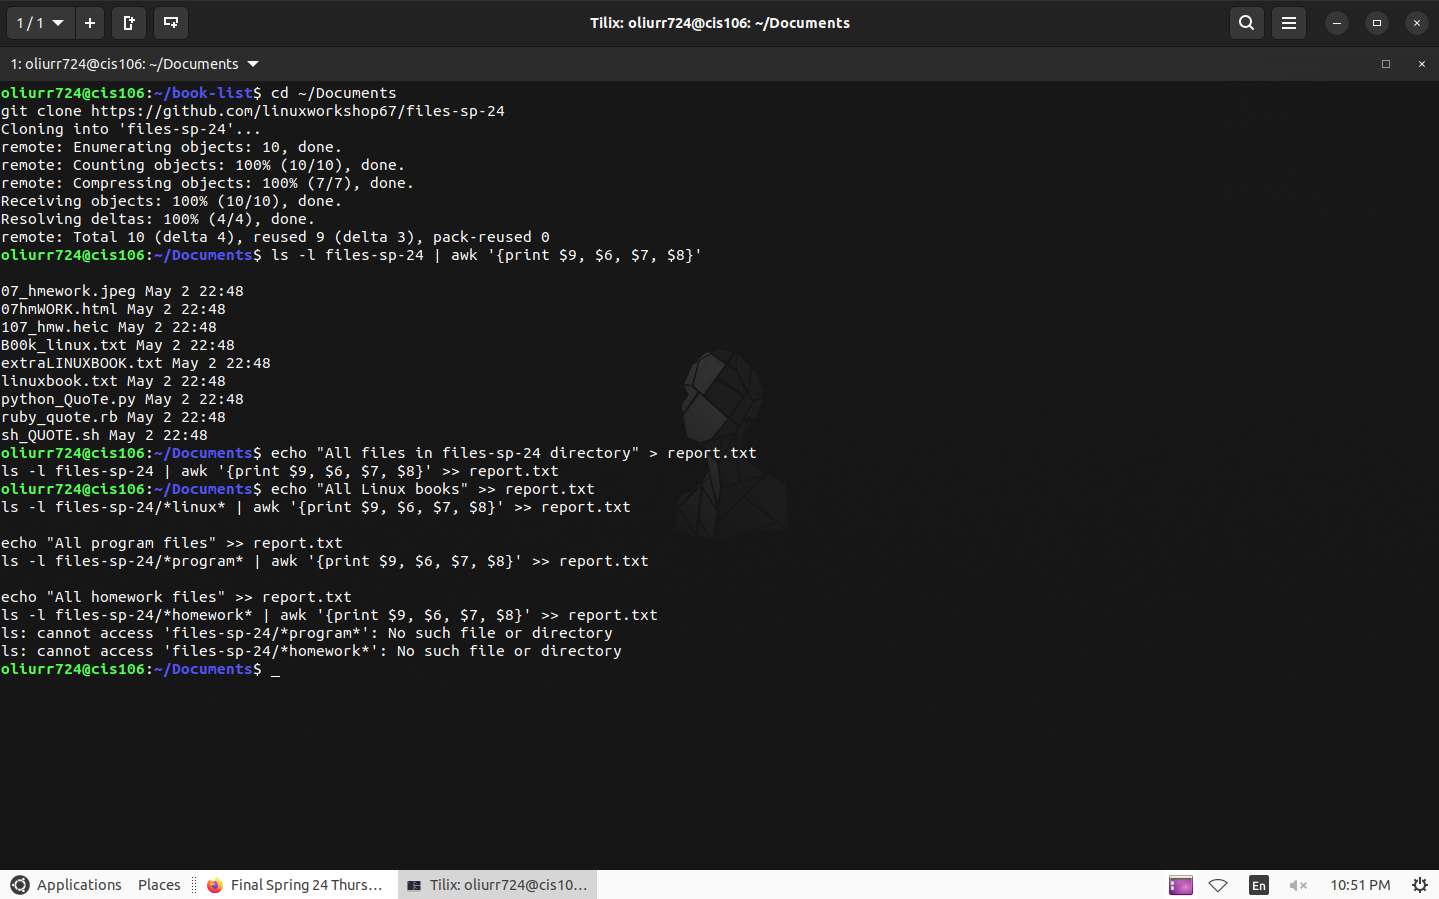 1 / 1
Tilix: oliurr724@cis106: ~/Documents
1: oliurr724@cis106: ~/Documents
oliurr724@cis106:~/book-list$ cd ~/Documents
git clone https://github.com/linuxworkshop67/files-sp-24
Cloning into 'files-sp-24'...
remote: Enumerating objects: 10, done.
remote: Counting objects: 100% (10/10), done.
remote: Compressing objects: 100% (7/7), done.
Receiving objects: 100% (10/10), done.
Resolving deltas: 100% (4/4), done.
remote: Total 10 (delta 4), reused 9 (delta 3), pack-reused 0
oliurr724@cis106:~/Documents$ ls -l files-sp-24 | awk '{print $9, $6, $7, $8}'
07_hmework.jpeg May 2 22:48
07hmWORK.html May 2 22:48
107_hmw.heic May 2 22:48
B00k_linux.txt May 2 22:48
extraLINUXBOOK.txt May 2 22:48
linuxbook.txt May 2 22:48
python_QuoTe.py May 2 22:48
ruby_quote.rb May 2 22:48
sh_QUOTE.sh May 2 22:48
oliurr724@cis106:~/Documents$ echo "All files in files-sp-24 directory" > report.txt
ls -l files-sp-24 | awk '{print $9, $6, $7, $8}' >> report.txt
oliurr724@cis106:~/Documents$ echo "All Linux books" >> report.txt
ls -l files-sp-24/*linux* | awk '{print $9, $6, $7, $8}' >> report.txt
echo "All program files" >> report.txt
ls -l files-sp-24/*program* | awk '{print $9, $6, $7, $8}' >> report.txt
echo "All homework files" >> report.txt
ls -l files-sp-24/*homework* | awk '{print $9, $6, $7, $8}' >> report.txt
ls: cannot access 'files-sp-24/*program*': No such file or directory
ls: cannot access 'files-sp-24/*homework*': No such file or directory
oliurr724@cis106:~/Documents$ _
Applications Places Final Spring 24 Thurs... Tilix: oliurr724@cis10... En 10:51 PM